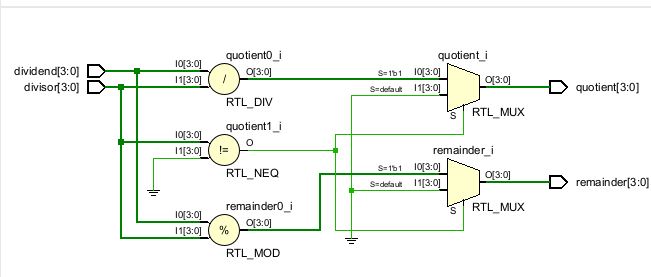 quotient0_i
quotient_i
dividend[3:0]
I0[3:0]
O[3:0]
S=1'b1
I0[3:0]
divisor[3:0]
I1[3:0]
/
S=default
I1[3:0]
O[3:0]
quotient[3:0]
RTL_DIV
S
RTL_MUX
quotient1_i
I0[3:0]
O
I1[3:0]
!=
remainder_i
RTL_NEQ
S=1'b1
I0[3:0]
S=default
I1[3:0]
O[3:0]
remainder[3:0]
remainder0_i
S
RTL_MUX
I0[3:0]
O[3:0]
I1[3:0]
%
RTL_MOD